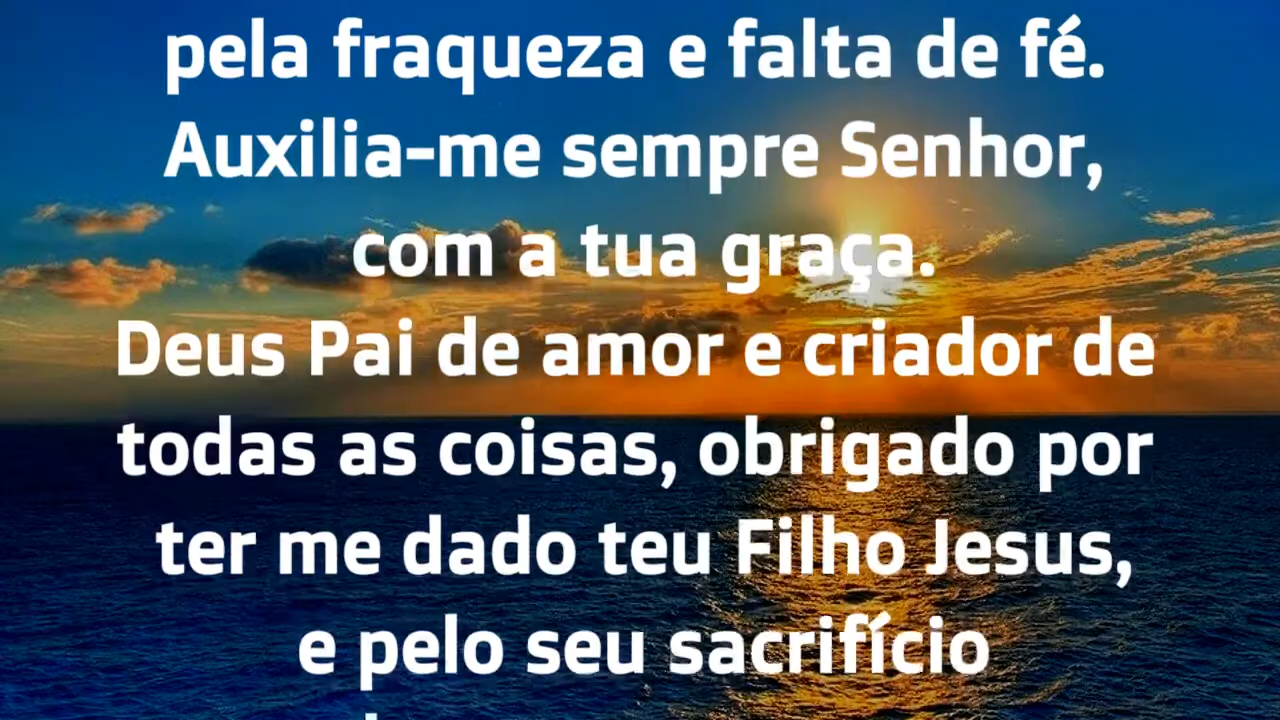 pela fraqueza e falta de fé.
Auxilia-me sempre Senhor,
com a tua graça.
Deus Pai de amor e criador de
todas as coisas, obrigado por
ter me dado teu Filho Jesus,
e pelo seu sacrifício